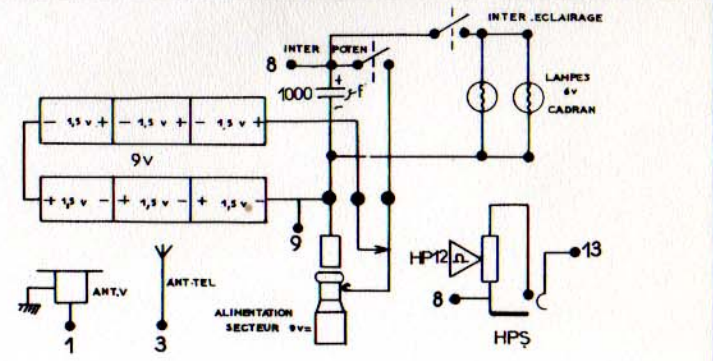 INTER.ECLAIRAGE
8 INTER POTEN
+
1000 µF
-
LAMPES
6v
CADRAN
- 1,5 v + - 1,5 v + - 1,5 v +
9V
+ 1,5 v - + 1,5 v - + 1,5 v -
9
HP12 Ω
13
8
ANT.V
ANT-TEL
ALIMENTATION
SECTEUR 9v=
1
3
HPS